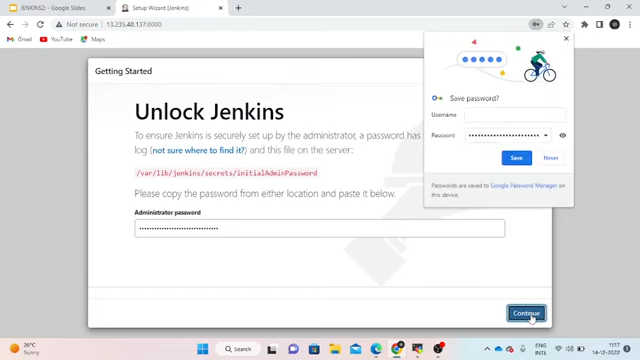 JENKINS2: - Google Slides
Setup Wizard [Jenkins]
Not secure
13.235.48.137:8080
Gmail
YouTube
Maps
Getting Started
Unlock Jenkins
To ensure Jenkins is securely set up by the administrator, a password has
log (not sure where to find it?) and this file on the server:
/var/lib/jenkins/secrets/initialAdminPassword
Please copy the password from either location and paste it below.
Administrator password
Continue
Save password?
Username
Password
Save
Never
Passwords are saved to Google Password Manager on
this device.
26°C
Sunny
Search
ENG
INTL
11:17
14-12-2022